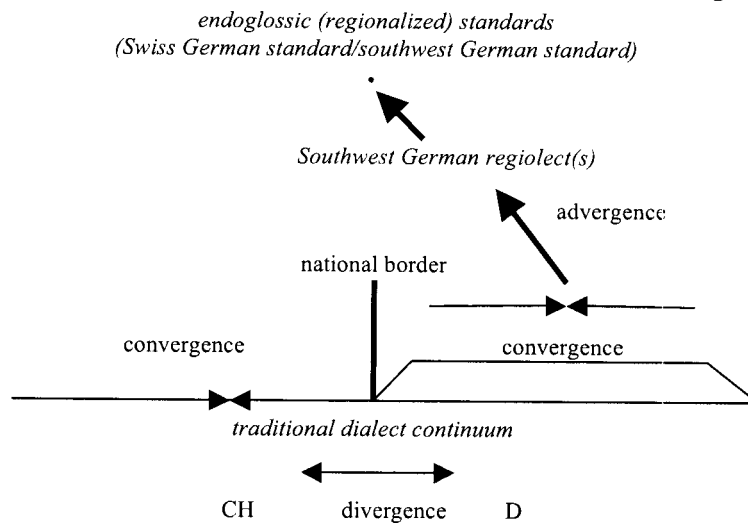 endoglossic (regionalized) standards
(Swiss German standard/southwest German standard)
Southwest German regiolect(s)
advergence
national border
convergence
convergence
traditional dialect continuum
CH divergence D